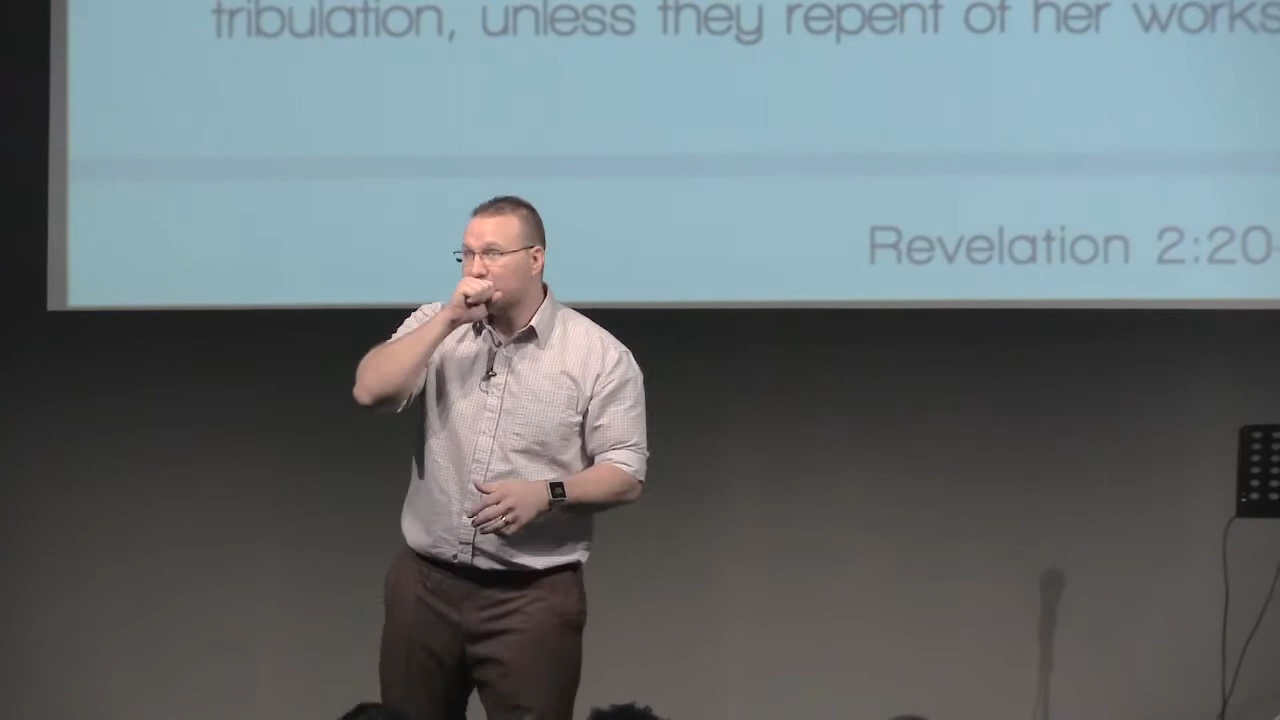 tribulation, unless they repent of her works
Revelation 2:20-